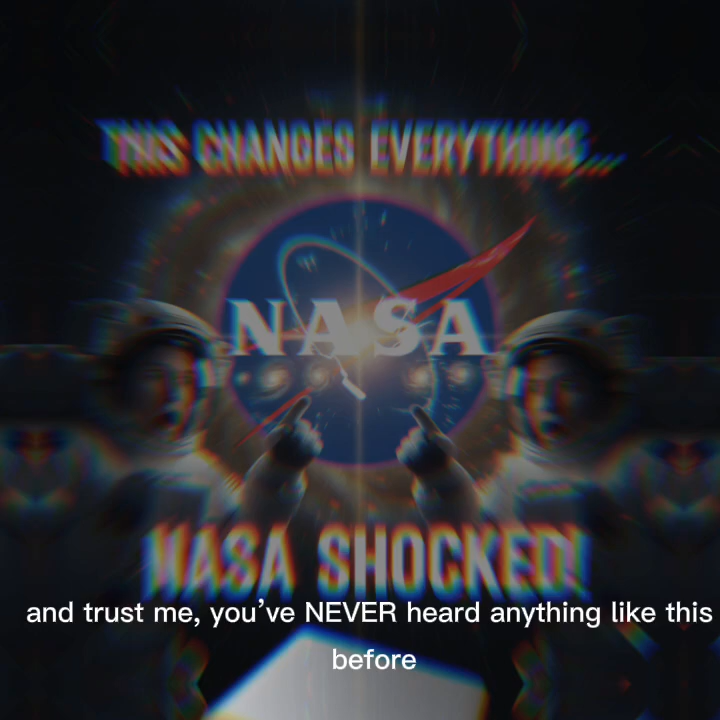 THIS CHANGES EVERYTHING...
NASA
NASA SHOCKED!
and trust me, you’ve NEVER heard anything like this
before